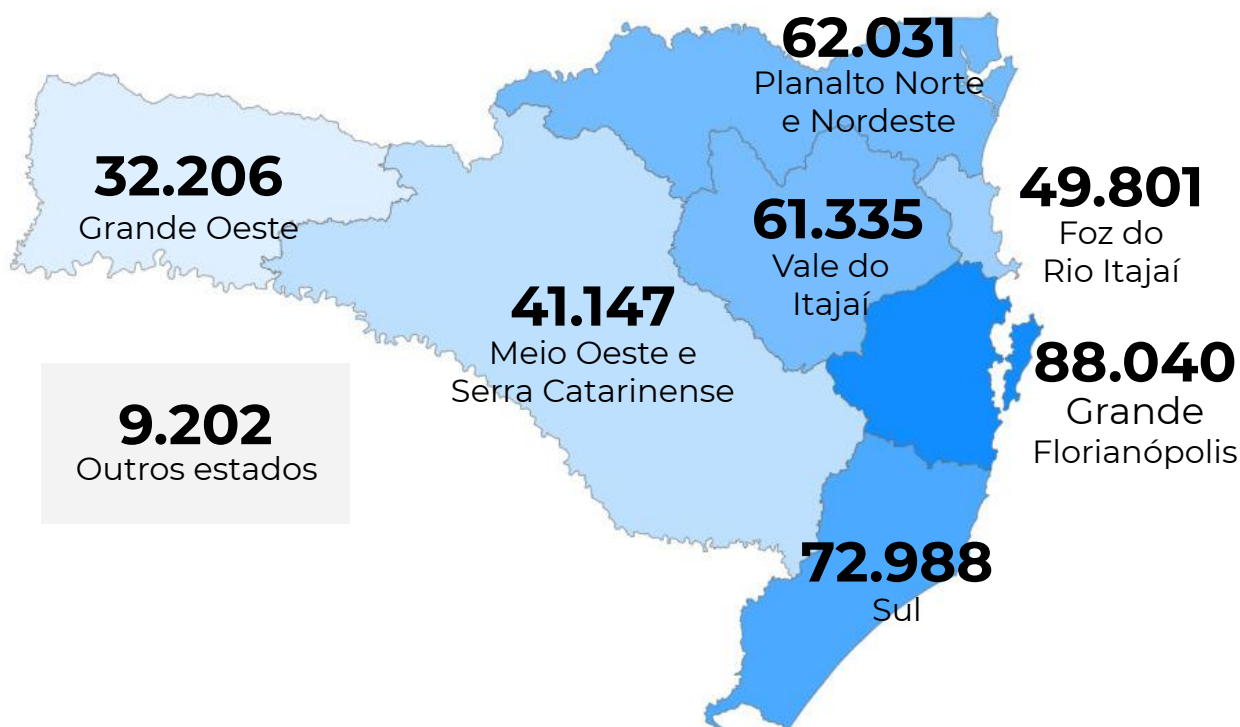 62.031
Planalto Norte
e Nordeste
32.206
Grande Oeste
49.801
Foz do
Rio Itajaí
61.335
Vale do
Itajaí
41.147
Meio Oeste e
Serra Catarinense
88.040
Grande
Florianópolis
9.202
Outros estados
72.988
Sul